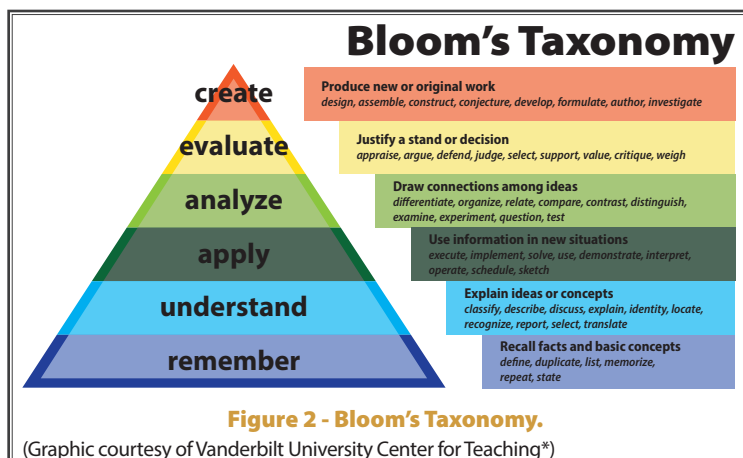 Bloom's Taxonomy
create
Produce new or original work
design, assemble, construct, conjecture, develop, formulate, author, investigate
evaluate
Justify a stand or decision
appraise, argue, defend, judge, select, support, value, critique, weigh
analyze
Draw connections among ideas
differentiate, organize, relate, compare, contrast, distinguish,
examine, experiment, question, test
apply
Use information in new situations
execute, implement, solve, use, demonstrate, interpret,
operate, schedule, sketch
understand
Explain ideas or concepts
classify, describe, discuss, explain, identity, locate,
recognize, report, select, translate
remember
Recall facts and basic concepts
define, duplicate, list, memorize,
repeat, state
Figure 2 - Bloom's Taxonomy.
(Graphic courtesy of Vanderbilt University Center for Teaching*)